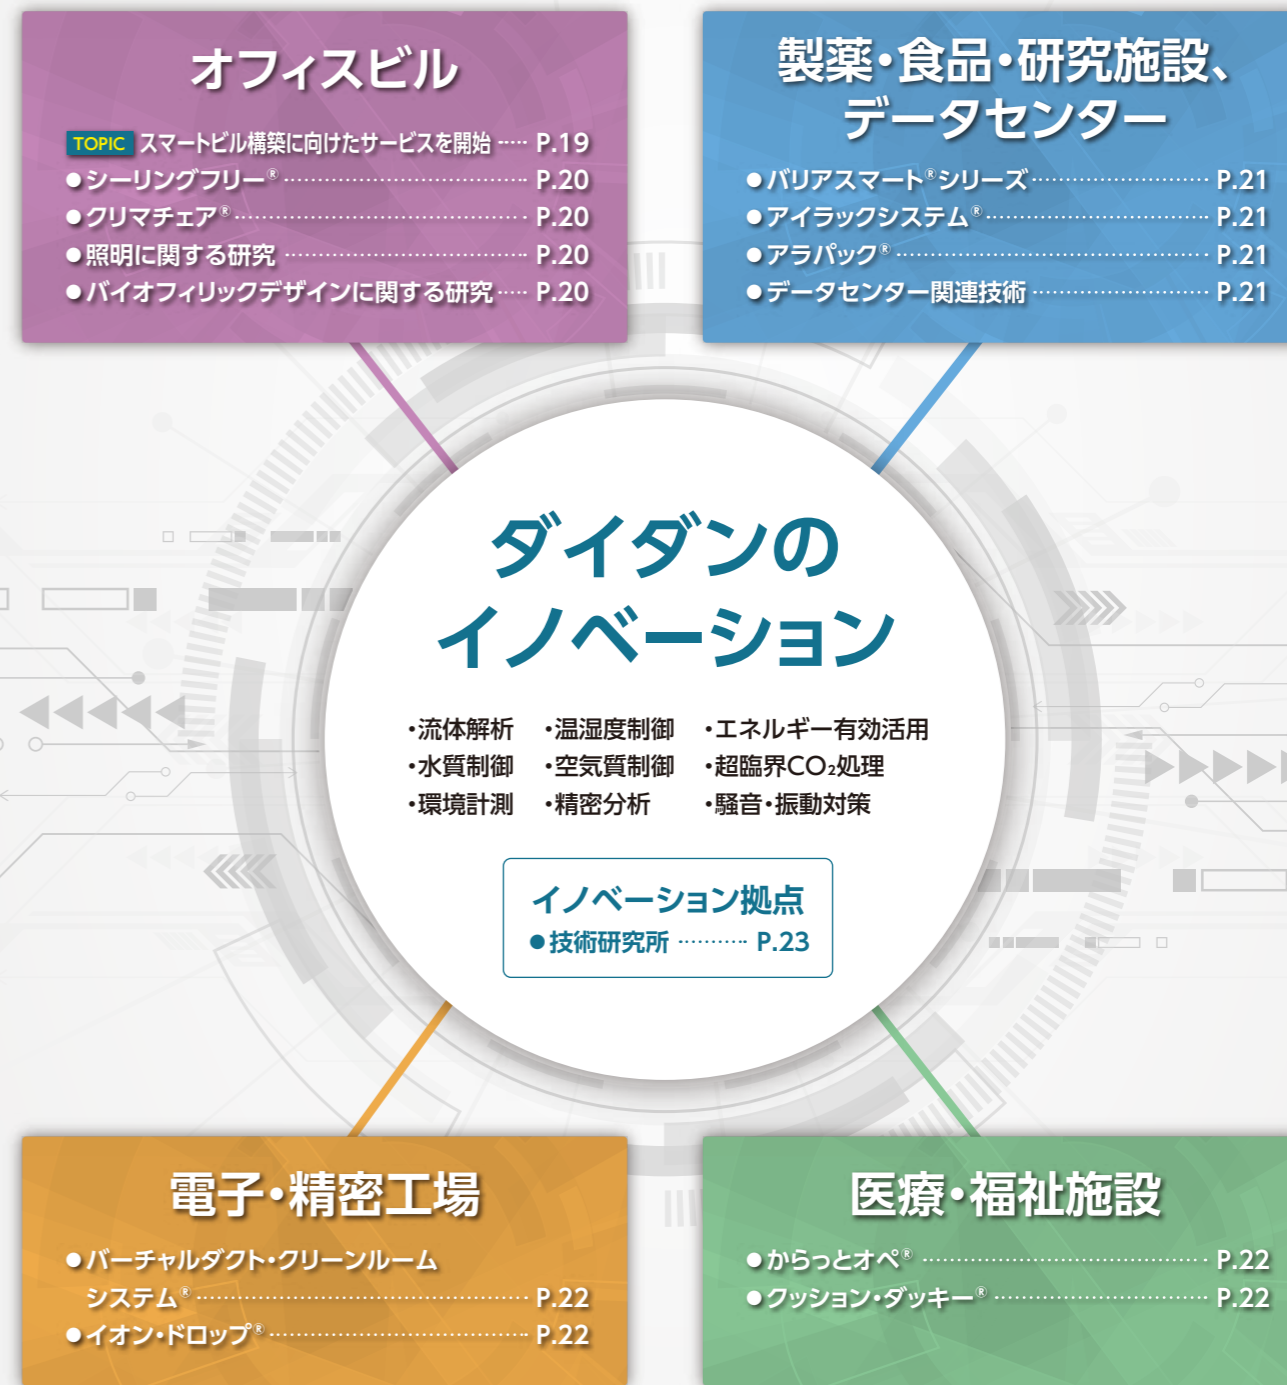 オフィスビル
TOPIC スマートビル構築に向けたサービスを開始 ····· P.19
●シーリングフリー® ····· P.20
●クリマチェア® ····· P.20
●照明に関する研究 ····· P.20
●バイオフィリックデザインに関する研究 ····· P.20
製薬・食品・研究施設、
データセンター
●バリアスマート®シリーズ ····· P.21
●アイラックシステム® ····· P.21
●アラパック® ····· P.21
●データセンター関連技術 ····· P.21
ダイダンの
イノベーション
・流体解析 ・温湿度制御 ・エネルギー有効活用
・水質制御 ・空気質制御 ・超臨界CO₂処理
・環境計測 ・精密分析 ・騒音・振動対策
イノベーション拠点
●技術研究所 ····· P.23
電子・精密工場
●バーチャルダクト・クリーンルーム
システム® ····· P.22
●イオン・ドロップ® ····· P.22
医療・福祉施設
●からっとオペ® ····· P.22
●クッション・ダッキー® ····· P.22